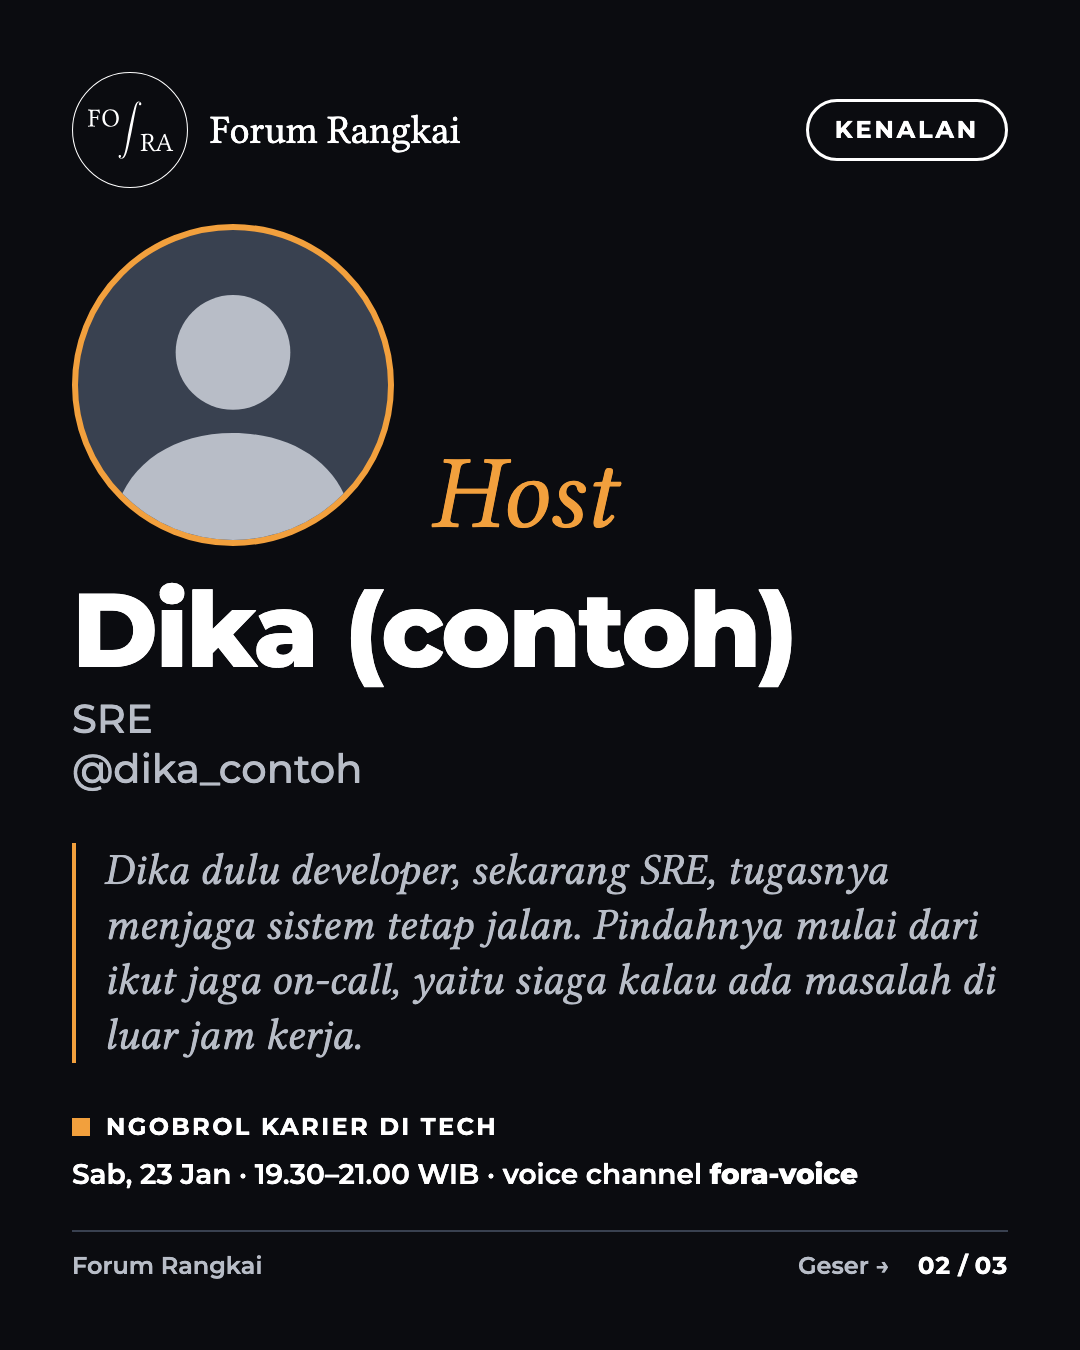 FO
RA
Forum Rangkai
KENALAN
Host
Dika (contoh)
SRE
@dika_contoh
Dika dulu developer, sekarang SRE, tugasnya
menjaga sistem tetap jalan. Pindahnya mulai dari
ikut jaga on-call, yaitu siaga kalau ada masalah di
luar jam kerja.
NGOBROL KARIER DI TECH
Sab, 23 Jan · 19.30–21.00 WIB · voice channel fora-voice
Forum Rangkai
Geser → 02 / 03